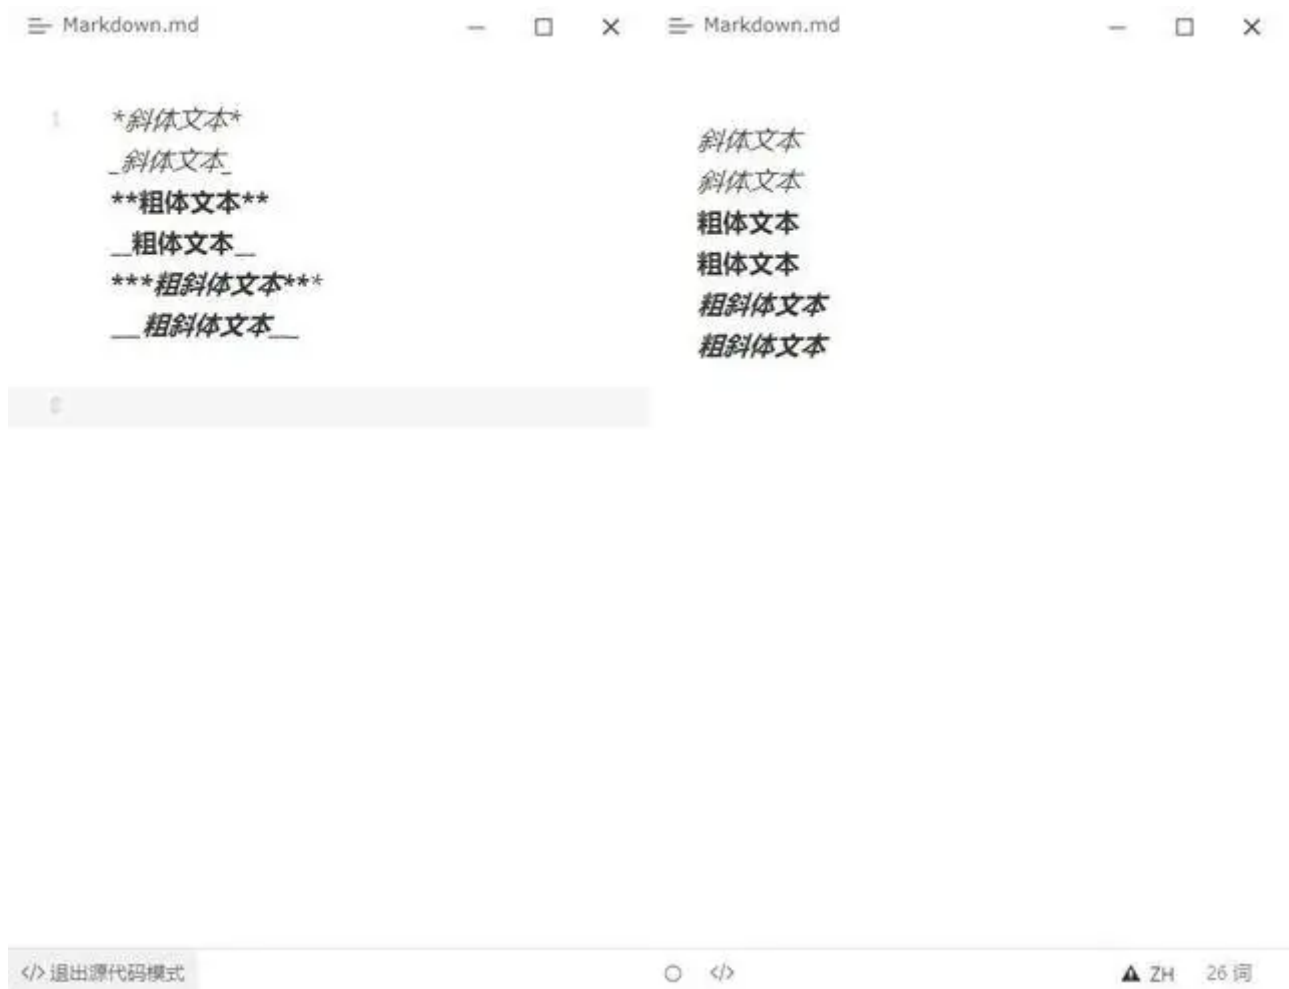 Markdown.md
1
*斜体文本*
_斜体文本_
**粗体文本**
__粗体文本__
***粗斜体文本***
___粗斜体文本___
8
</> 退出源代码模式
Markdown.md
斜体文本
斜体文本
粗体文本
粗体文本
粗斜体文本
粗斜体文本
</>
ZH
26 词